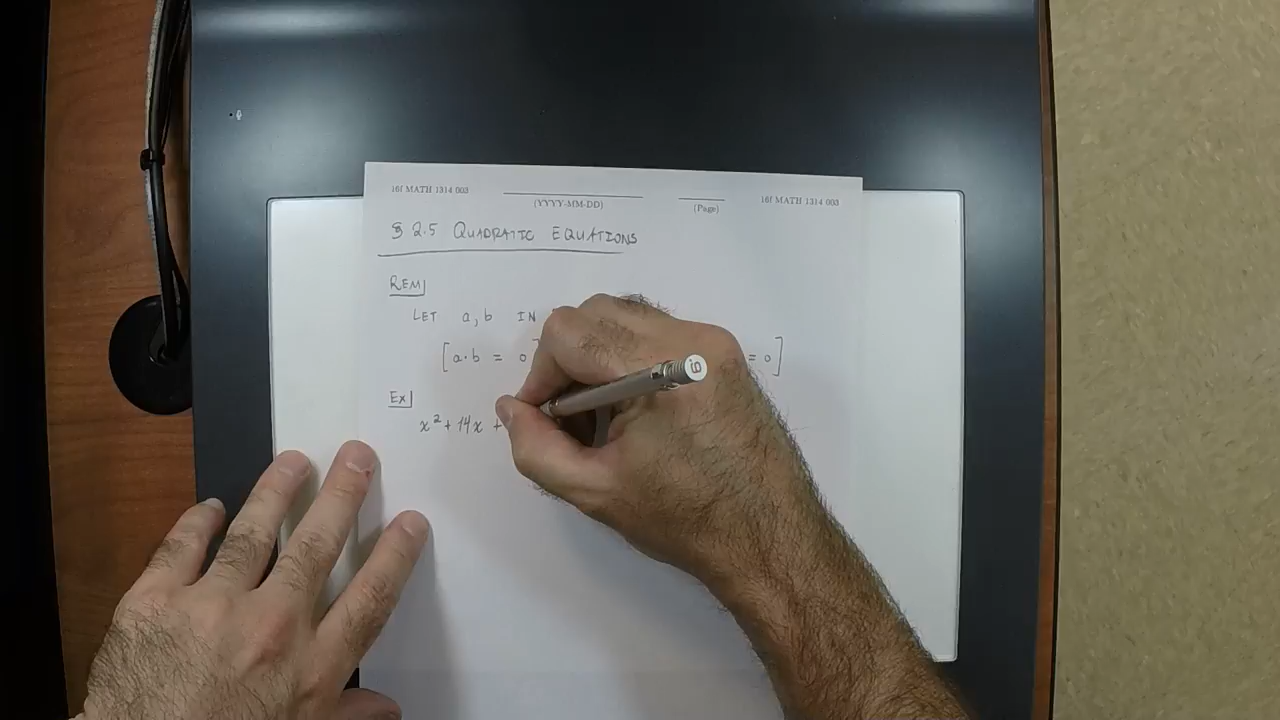 16f MATH 1314 003 (YYYY-MM-DD) (Page) 16f MATH 1314 003
§ 2.5 QUADRATIC EQUATIONS
REM
LET a, b IN
[a·b = 0 = 0]
Ex
x² + 14x +